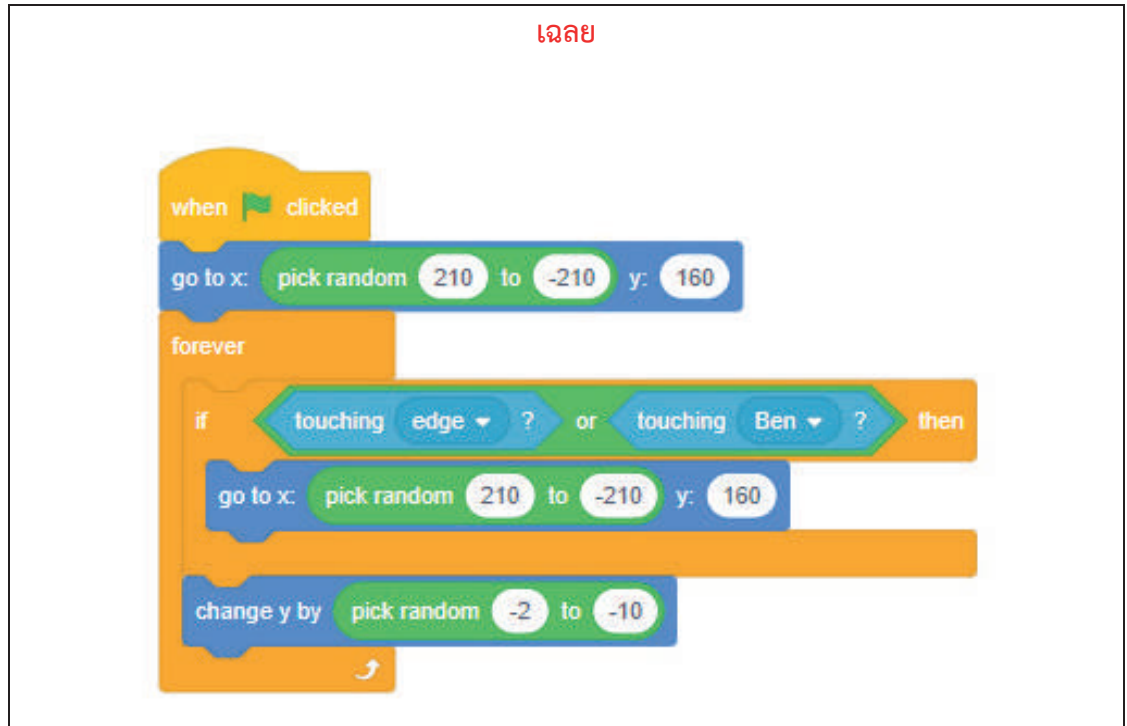 เฉลย
when clicked
go to x: pick random 210 to -210 y: 160
forever
if touching edge ? or touching Ben ? then
go to x: pick random 210 to -210 y: 160
change y by pick random -2 to -10